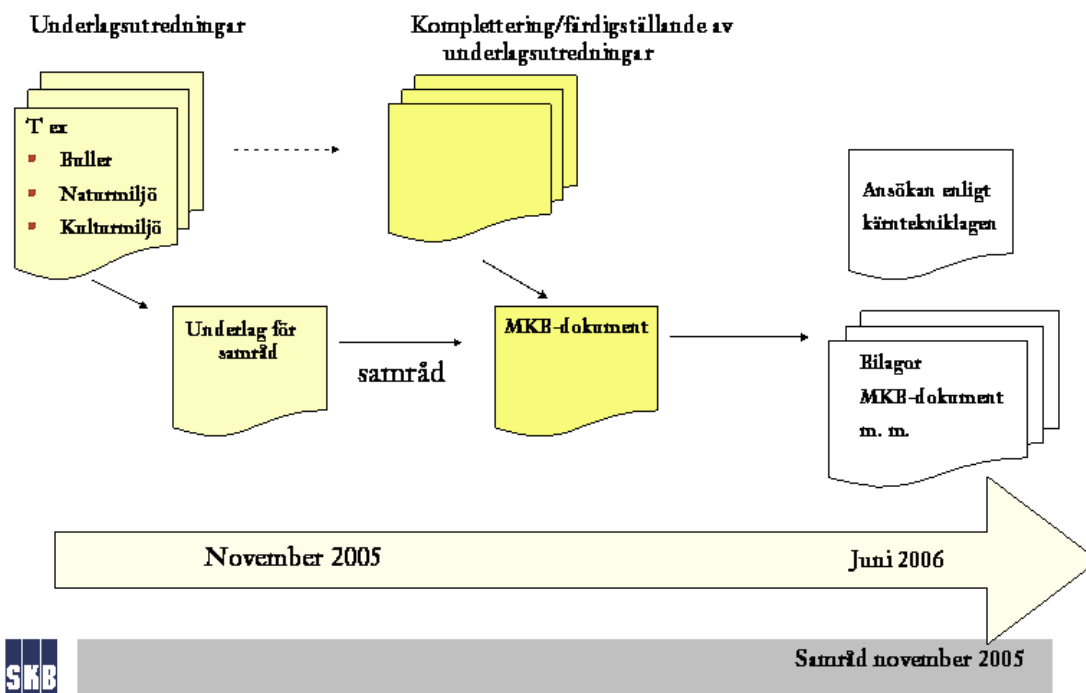 Underlagsutredningar
Komplettering/färdigställande av
underlagsutredningar
T ex
Buller
Naturmiljö
Kulturmiljö
Ansökan enligt
kärntekniklagen
Underlag för
samråd
samråd
MKB-dokument
Bilagor
MKB-dokument
m. m.
November 2005
Juni 2006
SKB
Samråd november 2005